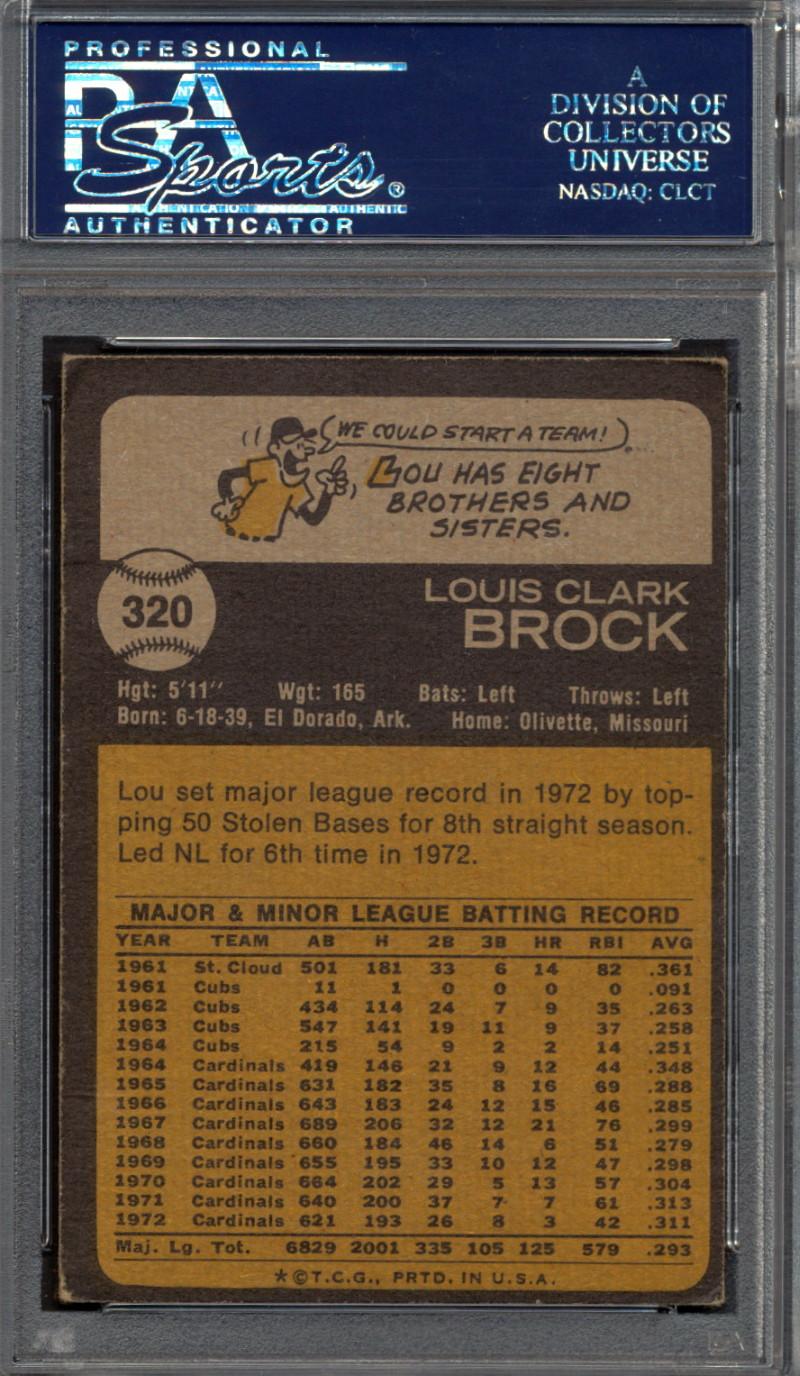 PROFESSIONAL
PSA
Sports®
AUTHENTICATOR
A
DIVISION OF
COLLECTORS
UNIVERSE
NASDAQ: CLCT
WE COULD START A TEAM!
LOU HAS EIGHT
BROTHERS AND
SISTERS.
320
LOUIS CLARK
BROCK
Hgt: 5'11" Wgt: 165 Bats: Left Throws: Left
Born: 6-18-39, El Dorado, Ark. Home: Olivette, Missouri
Lou set major league record in 1972 by top-
ping 50 Stolen Bases for 8th straight season.
Led NL for 6th time in 1972.
MAJOR & MINOR LEAGUE BATTING RECORD
YEAR TEAM AB H 2B 3B HR RBI AVG
1961 St. Cloud 501 181 33 6 14 82 .361
1961 Cubs 11 1 0 0 0 0 .091
1962 Cubs 434 114 24 7 9 35 .263
1963 Cubs 547 141 19 11 9 37 .258
1964 Cubs 215 54 9 2 2 14 .251
1964 Cardinals 419 146 21 9 12 44 .348
1965 Cardinals 631 182 35 8 16 69 .288
1966 Cardinals 643 183 24 12 15 46 .285
1967 Cardinals 689 206 32 12 21 76 .299
1968 Cardinals 660 184 46 14 6 51 .279
1969 Cardinals 655 195 33 10 12 47 .298
1970 Cardinals 664 202 29 5 13 57 .304
1971 Cardinals 640 200 37 7 7 61 .313
1972 Cardinals 621 193 26 8 3 42 .311
Maj. Lg. Tot. 6829 2001 335 105 125 579 .293
*©T.C.G., PRTD. IN U.S.A.